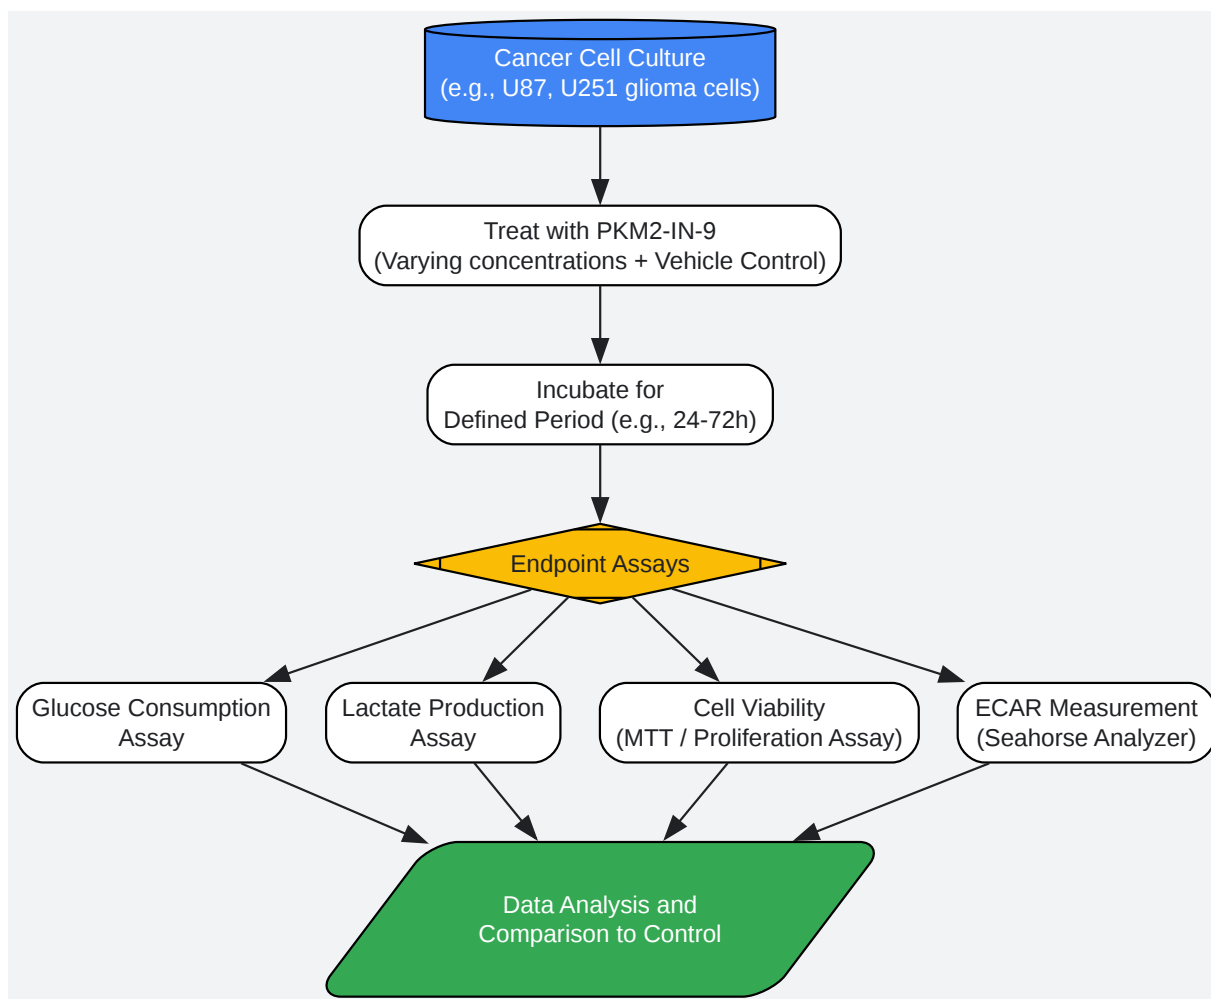 Cancer Cell Culture
(e.g., U87, U251 glioma cells)
Treat with PKM2-IN-9
(Varying concentrations + Vehicle Control)
Incubate for
Defined Period (e.g., 24-72h)
Endpoint Assays
Glucose Consumption
Assay
Lactate Production
Assay
Cell Viability
(MTT / Proliferation Assay)
ECAR Measurement
(Seahorse Analyzer)
Data Analysis and
Comparison to Control